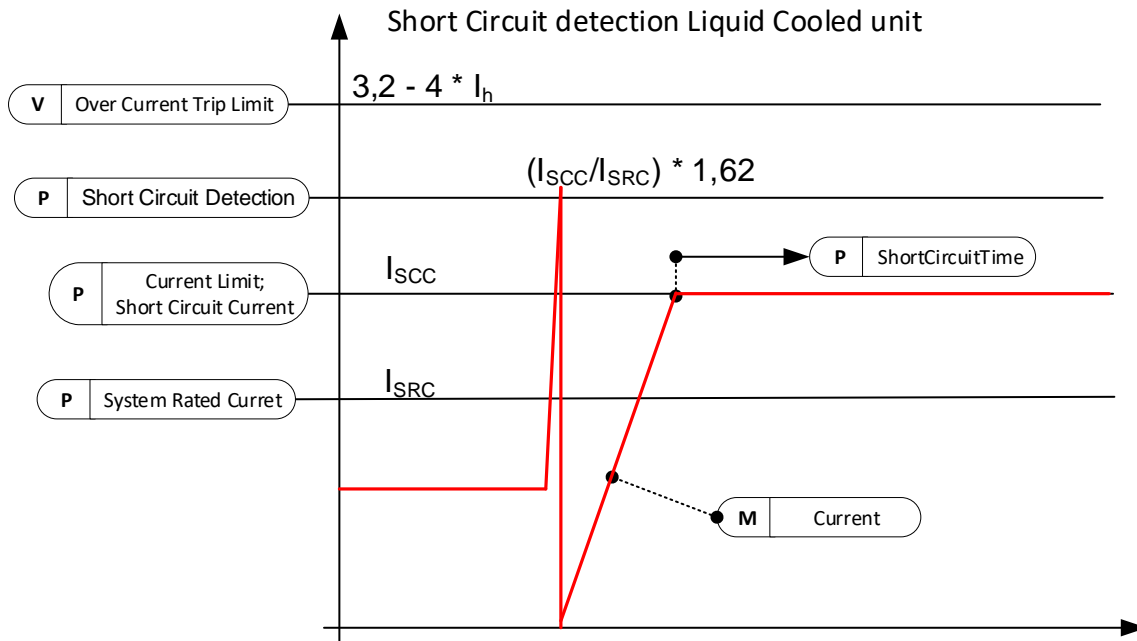 Short Circuit detection Liquid Cooled unit
3,2 - 4 * Ih
V Over Current Trip Limit
(ISCC/ISRC) * 1,62
P Short Circuit Detection
P ShortCircuitTime
ISCC
P Current Limit;
Short Circuit Current
ISRC
P System Rated Curret
M Current